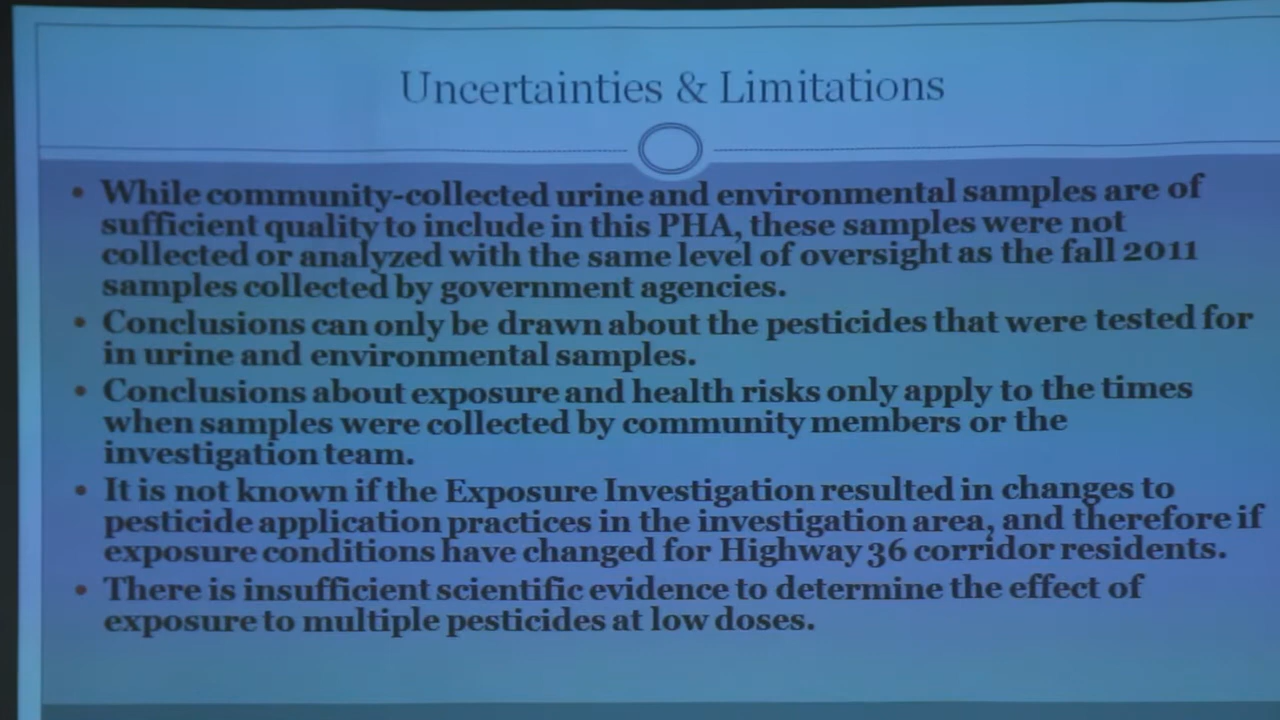 Uncertainties & Limitations
• While community-collected urine and environmental samples are of
sufficient quality to include in this PHA, these samples were not
collected or analyzed with the same level of oversight as the fall 2011
samples collected by government agencies.
• Conclusions can only be drawn about the pesticides that were tested for
in urine and environmental samples.
• Conclusions about exposure and health risks only apply to the times
when samples were collected by community members or the
investigation team.
• It is not known if the Exposure Investigation resulted in changes to
pesticide application practices in the investigation area, and therefore if
exposure conditions have changed for Highway 36 corridor residents.
• There is insufficient scientific evidence to determine the effect of
exposure to multiple pesticides at low doses.